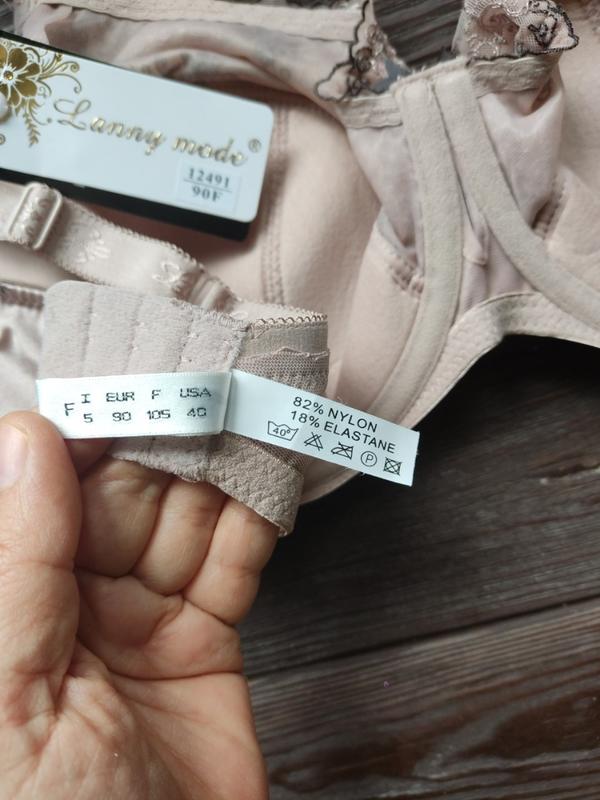 Lanny mode®
12491
90F
I EUR F USA
F 5 90 105 40
82% NYLON
18% ELASTANE
40°
P